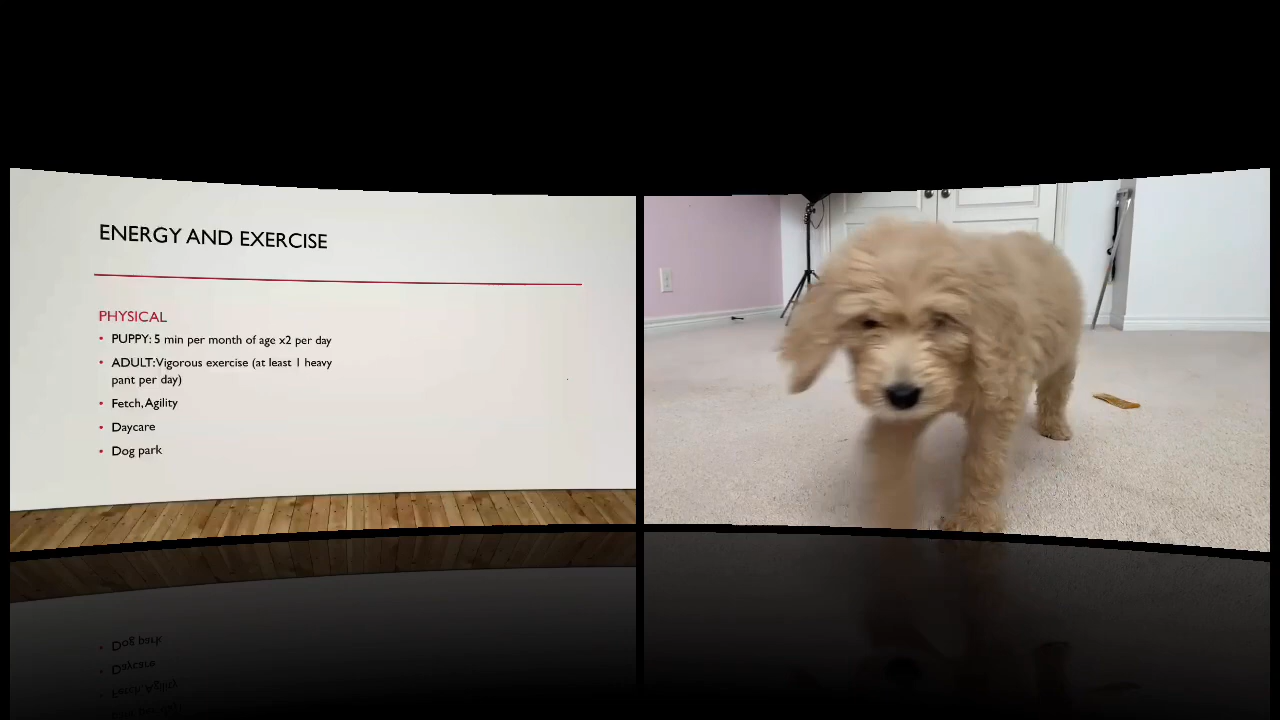 ENERGY AND EXERCISE
PHYSICAL
• PUPPY: 5 min per month of age x2 per day
• ADULT:Vigorous exercise (at least 1 heavy
pant per day)
• Fetch, Agility
• Daycare
• Dog park